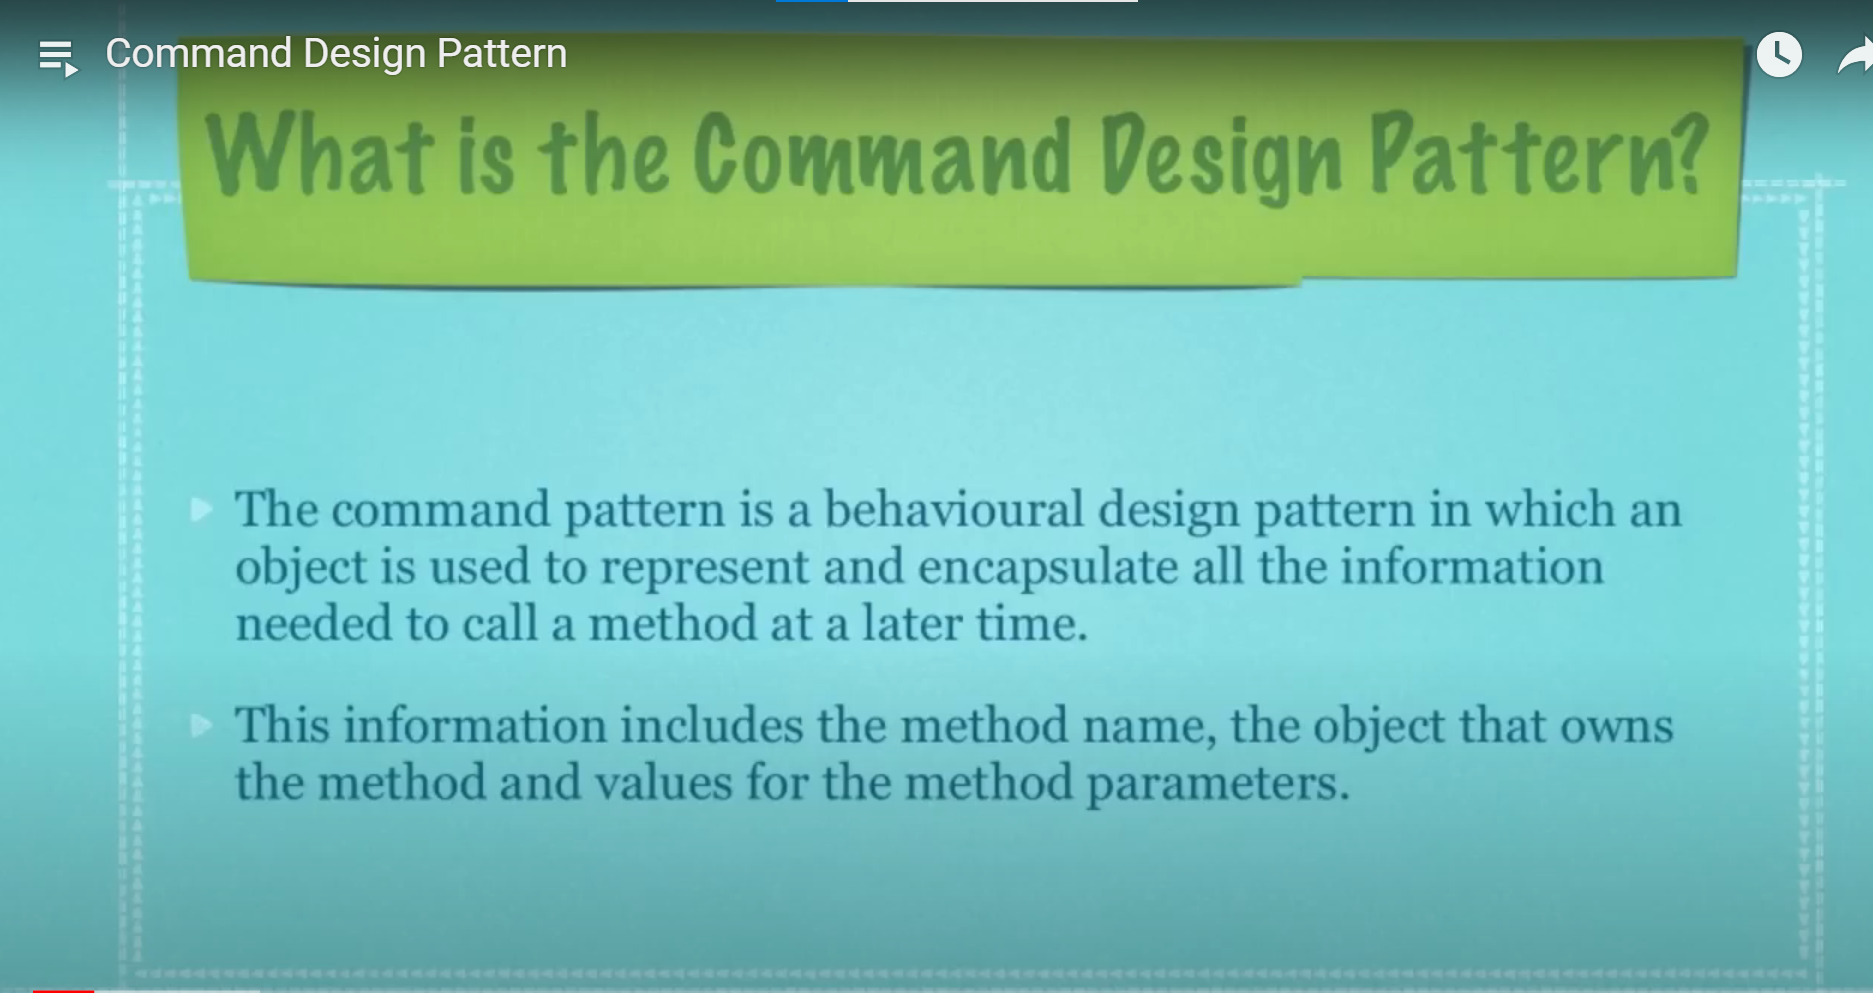 Command Design Pattern
What is the Command Design Pattern?
The command pattern is a behavioural design pattern in which an
object is used to represent and encapsulate all the information
needed to call a method at a later time.
This information includes the method name, the object that owns
the method and values for the method parameters.